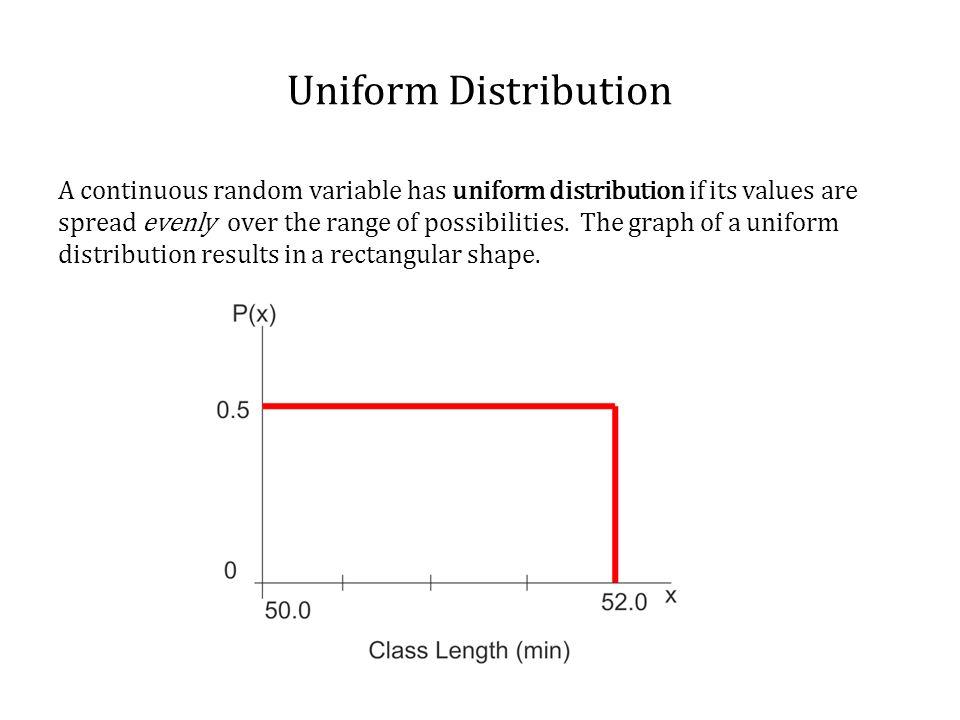 Uniform Distribution
A continuous random variable has uniform distribution if its values are
spread evenly over the range of possibilities. The graph of a uniform
distribution results in a rectangular shape.
P(x)
0.5
0
50.0
52.0
x
Class Length (min)